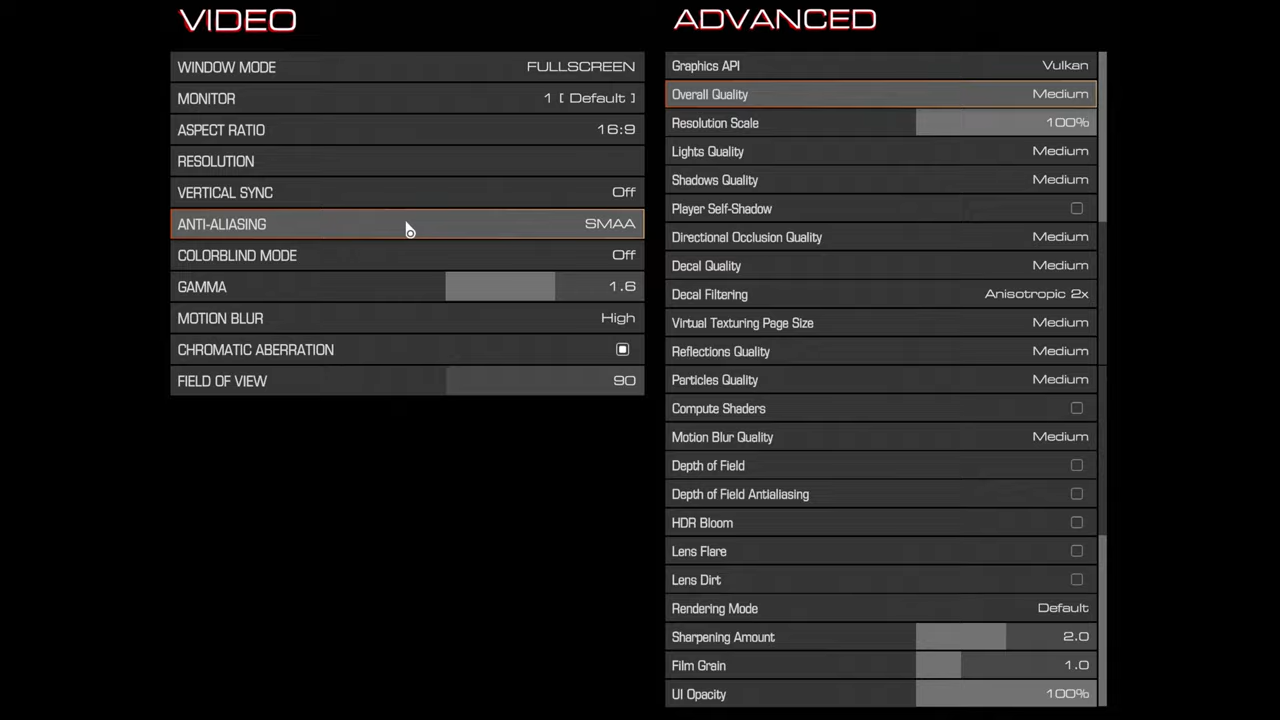 VIDEO
WINDOW MODE FULLSCREEN
MONITOR 1 [ Default ]
ASPECT RATIO 16:9
RESOLUTION
VERTICAL SYNC Off
ANTI-ALIASING SMAA
COLORBLIND MODE Off
GAMMA 1.6
MOTION BLUR High
CHROMATIC ABERRATION
FIELD OF VIEW 90
ADVANCED
Graphics API Vulkan
Overall Quality Medium
Resolution Scale 100%
Lights Quality Medium
Shadows Quality Medium
Player Self-Shadow
Directional Occlusion Quality Medium
Decal Quality Medium
Decal Filtering Anisotropic 2x
Virtual Texturing Page Size Medium
Reflections Quality Medium
Particles Quality Medium
Compute Shaders
Motion Blur Quality Medium
Depth of Field
Depth of Field Antialiasing
HDR Bloom
Lens Flare
Lens Dirt
Rendering Mode Default
Sharpening Amount 2.0
Film Grain 1.0
UI Opacity 100%